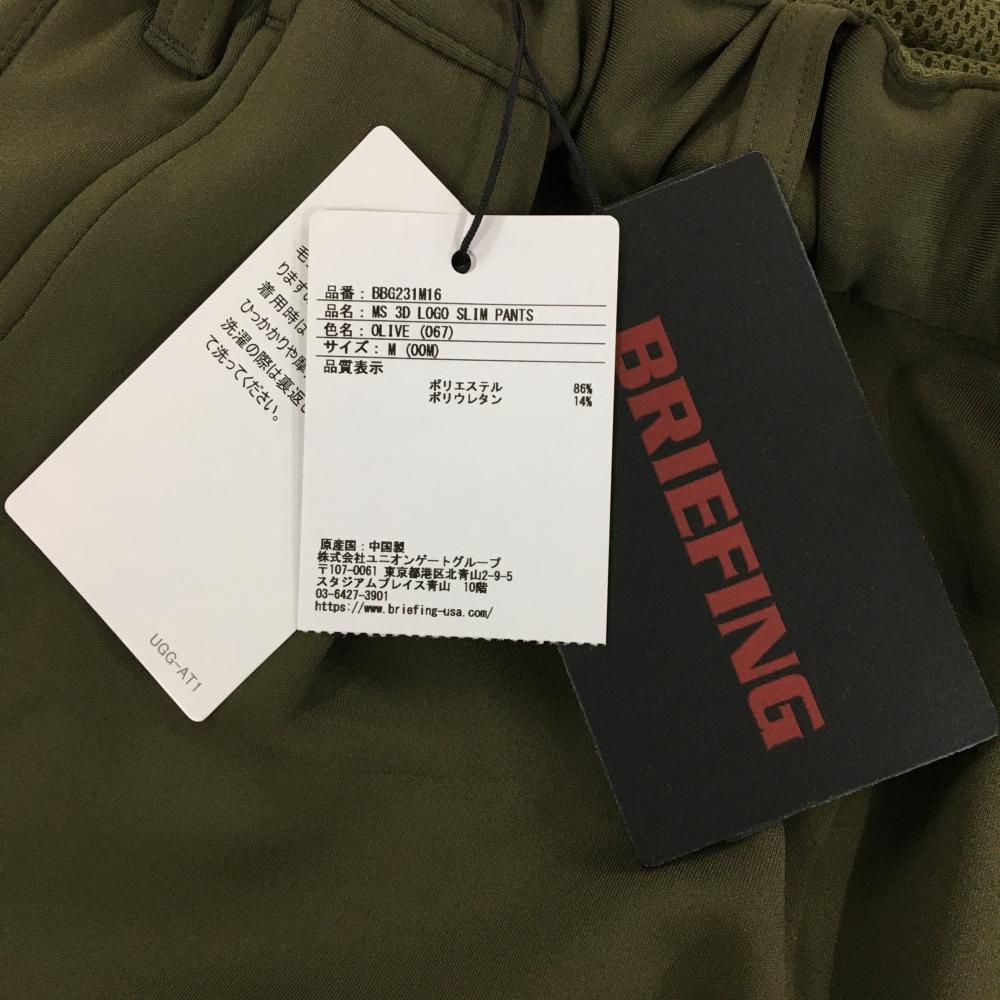 毛
ります
着用時は
ひっかかりや摩
洗濯の際は裏返し
て洗ってください。
UGG-AT1
品番：BBG231M16
品名：MS 3D LOGO SLIM PANTS
色名：OLIVE (067)
サイズ：M (00M)
品質表示
ポリエステル 86%
ポリウレタン 14%
原産国：中国製
株式会社ユニオンゲートグループ
〒107-0061 東京都港区北青山2-9-5
スタジアムプレイス青山 10階
03-6427-3901
https://www.briefing-usa.com/
BRIEFING